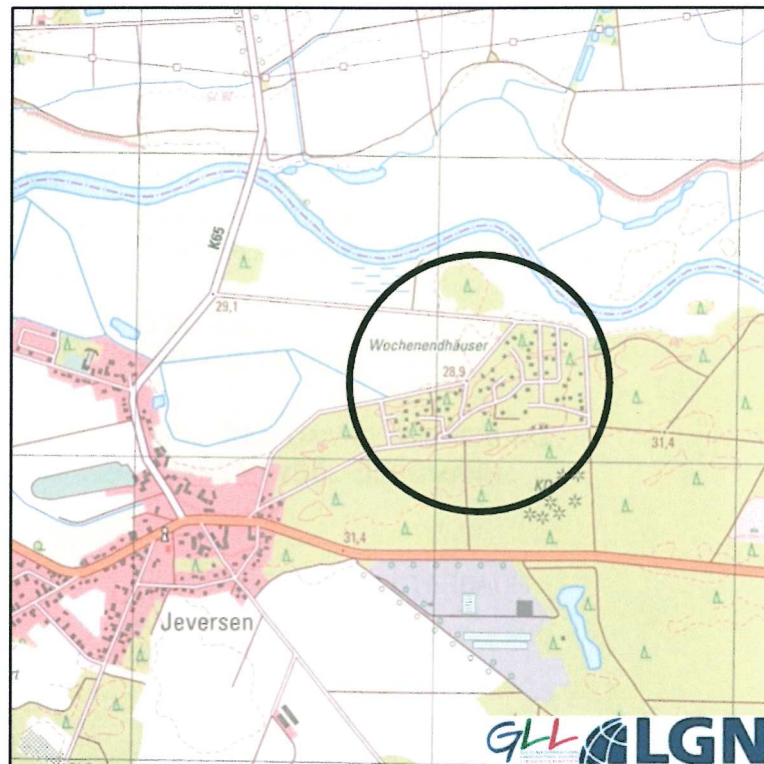 K65
29,1
Wochenendhäuser
28,9
31,4
KD
31,4
Jeversen
GLL LGN